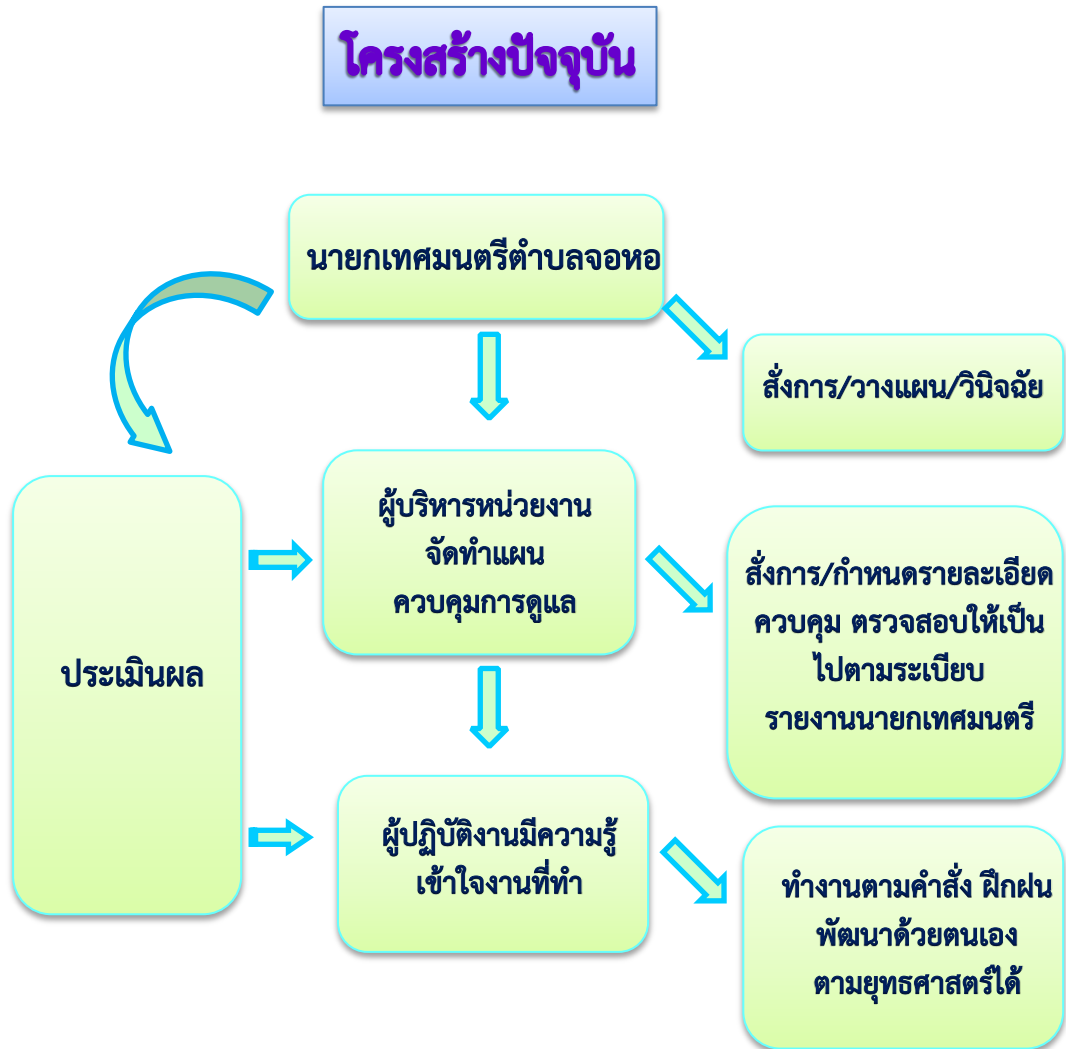 โครงสร้างปัจจุบัน
นายกเทศมนตรีตำบลจอหอ
สั่งการ/วางแผน/วินิจฉัย
ผู้บริหารหน่วยงาน
จัดทำแผน
ควบคุมการดูแล
สั่งการ/กำหนดรายละเอียด
ควบคุม ตรวจสอบให้เป็น
ไปตามระเบียบ
รายงานนายกเทศมนตรี
ประเมินผล
ผู้ปฏิบัติงานมีความรู้
เข้าใจงานที่ทำ
ทำงานตามคำสั่ง ฝึกฝน
พัฒนาด้วยตนเอง
ตามยุทธศาสตร์ได้